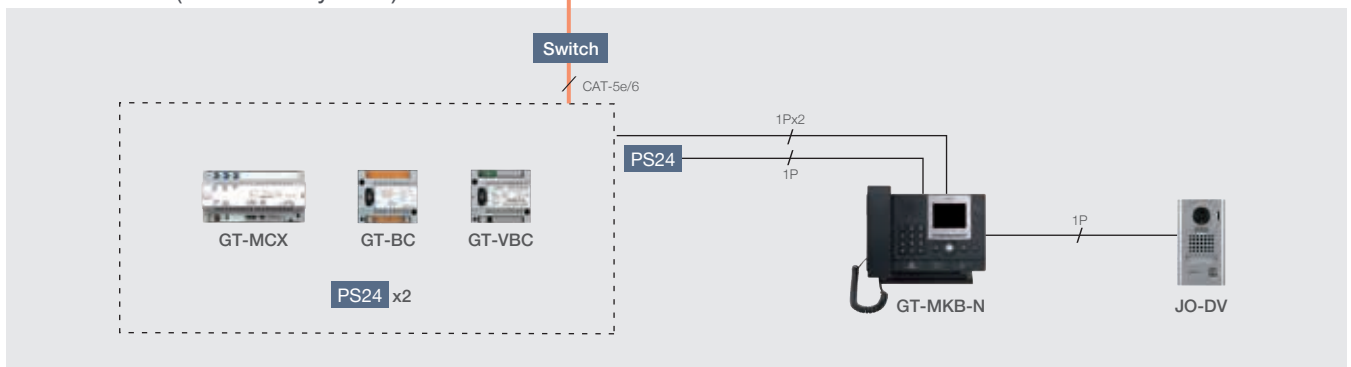 Switch
CAT-5e/6
1Px2
PS24
1P
GT-MCX
GT-BC
GT-VBC
1P
PS24 x2
GT-MKB-N
JO-DV